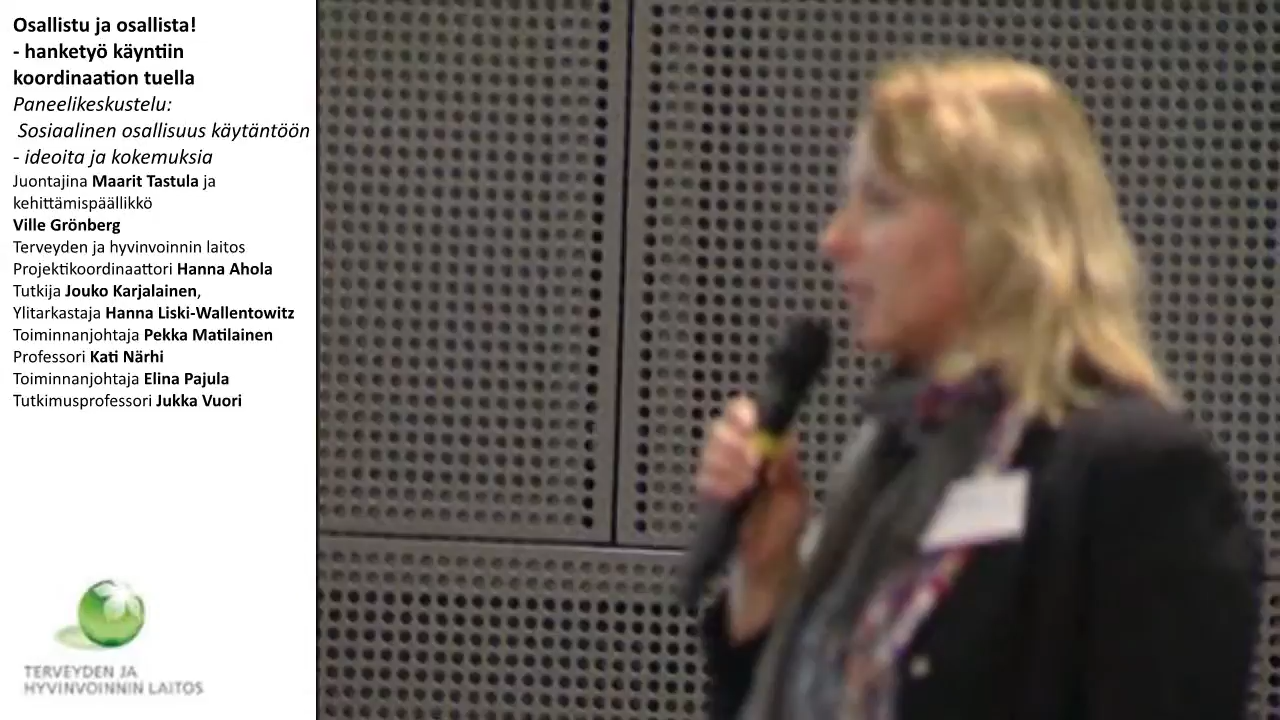 Osallistu ja osallista!
- hanketyö käyntiin
koordinaation tuella
Paneelikeskustelu:
Sosiaalinen osallisuus käytäntöön
- ideoita ja kokemuksia
Juontajina Maarit Tastula ja
kehittämispäällikkö
Ville Grönberg
Terveyden ja hyvinvoinnin laitos
Projektikoordinaattori Hanna Ahola
Tutkija Jouko Karjalainen,
Ylitarkastaja Hanna Liski-Wallentowitz
Toiminnanjohtaja Pekka Matilainen
Professori Kati Närhi
Toiminnanjohtaja Elina Pajula
Tutkimusprofessori Jukka Vuori
TERVEYDEN JA
HYVINVOINNIN LAITOS